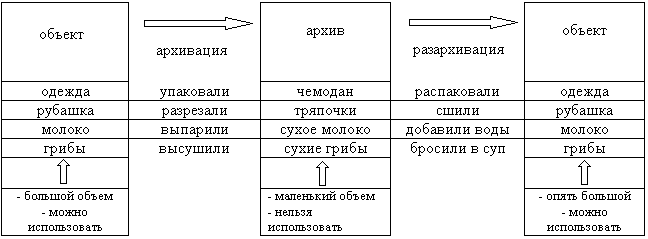 объект архивация архив разархивация объект
одежда упаковали чемодан распаковали одежда
рубашка разрезали тряпочки сшили рубашка
молоко выпарили сухое молоко добавили воды молоко
грибы высушили сухие грибы бросили в суп грибы
- большой объем
- можно
использовать
- маленький объем
- нельзя
использовать
- опять большой
- можно
использовать